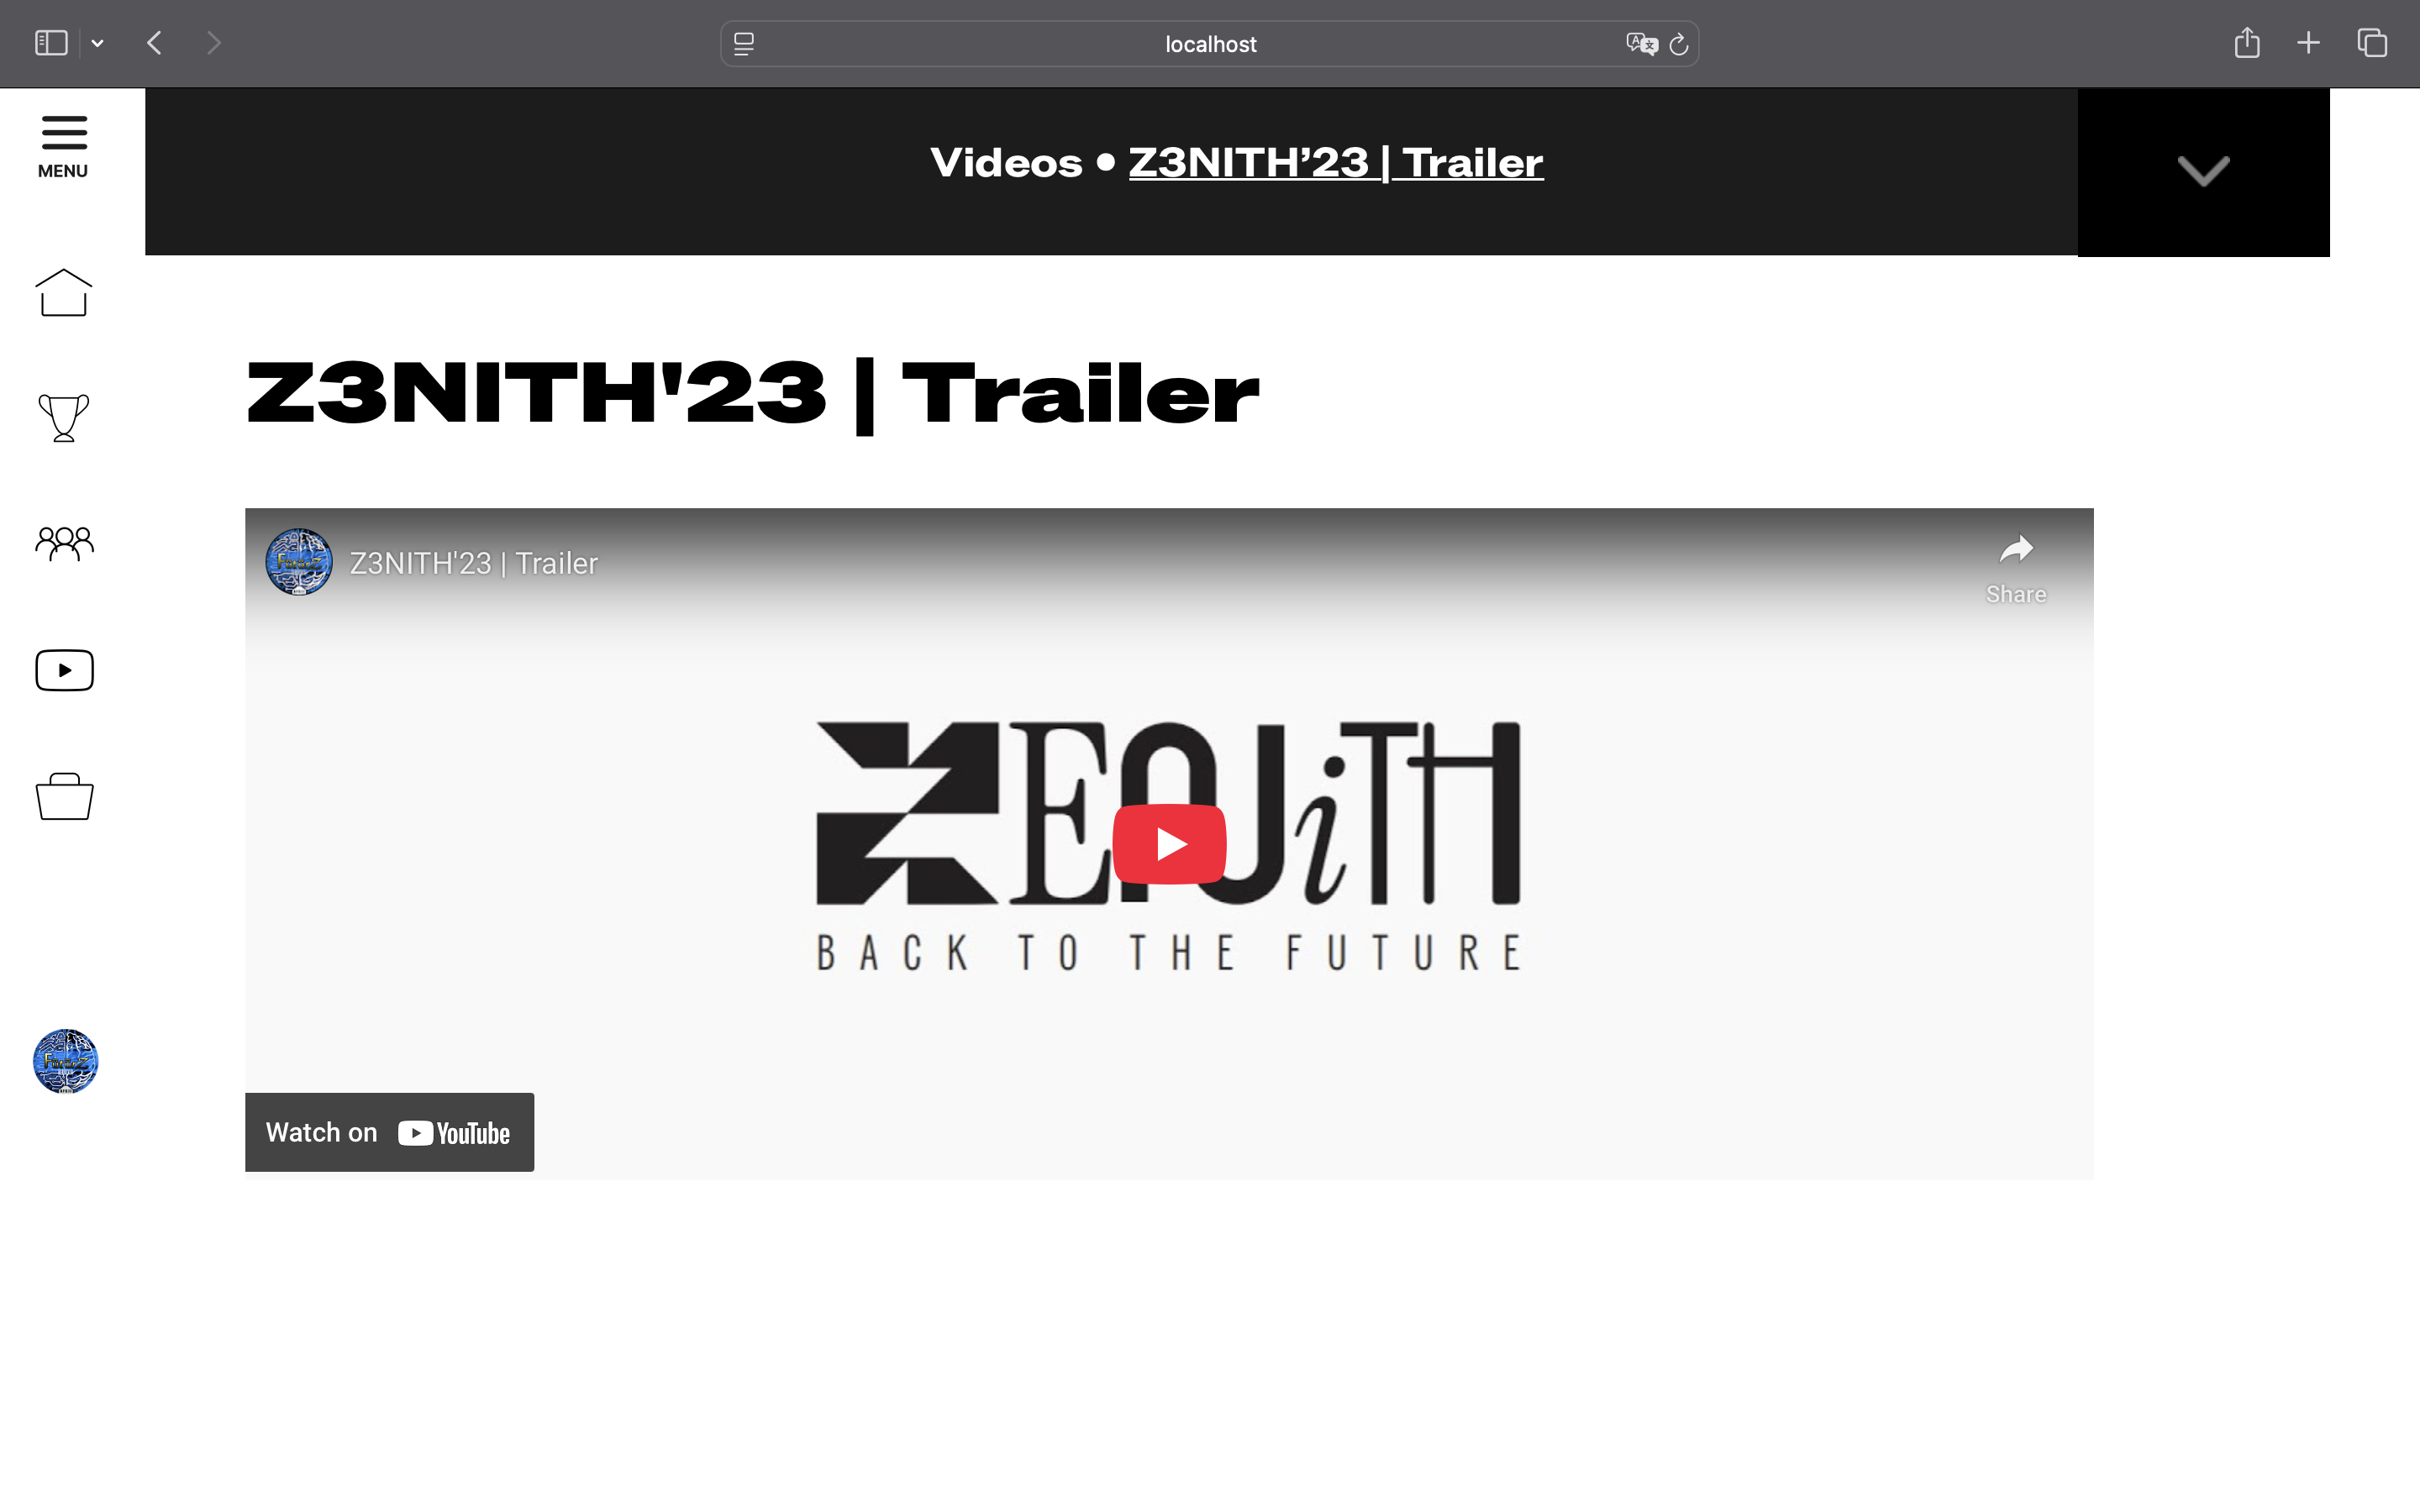 localhost
MENU
Videos • Z3NITH’23 | Trailer
Z3NITH'23 | Trailer
Z3NITH'23 | Trailer
Share
ZENiTH
BACK TO THE FUTURE
Watch on YouTube